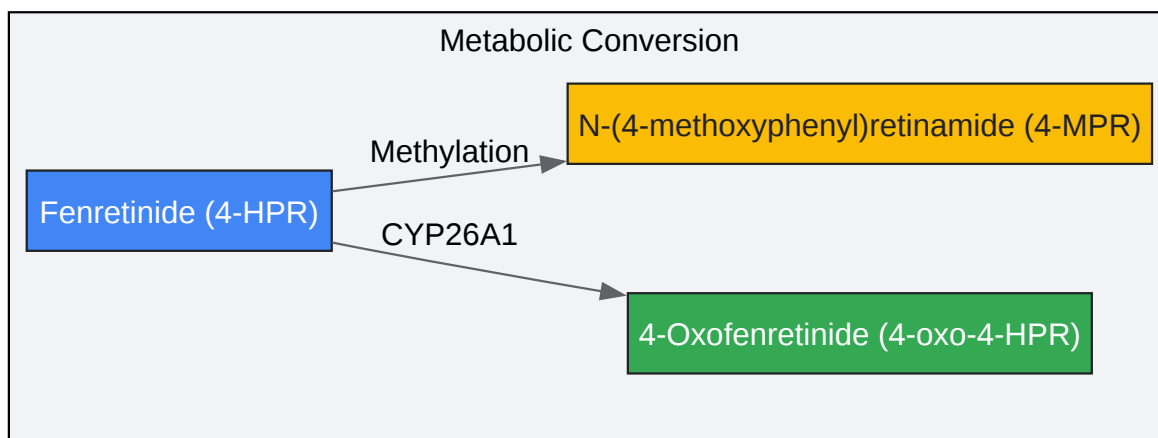 Metabolic Conversion
N-(4-methoxyphenyl)retinamide (4-MPR)
Methylation
Fenretinide (4-HPR)
CYP26A1
4-Oxofenretinide (4-oxo-4-HPR)